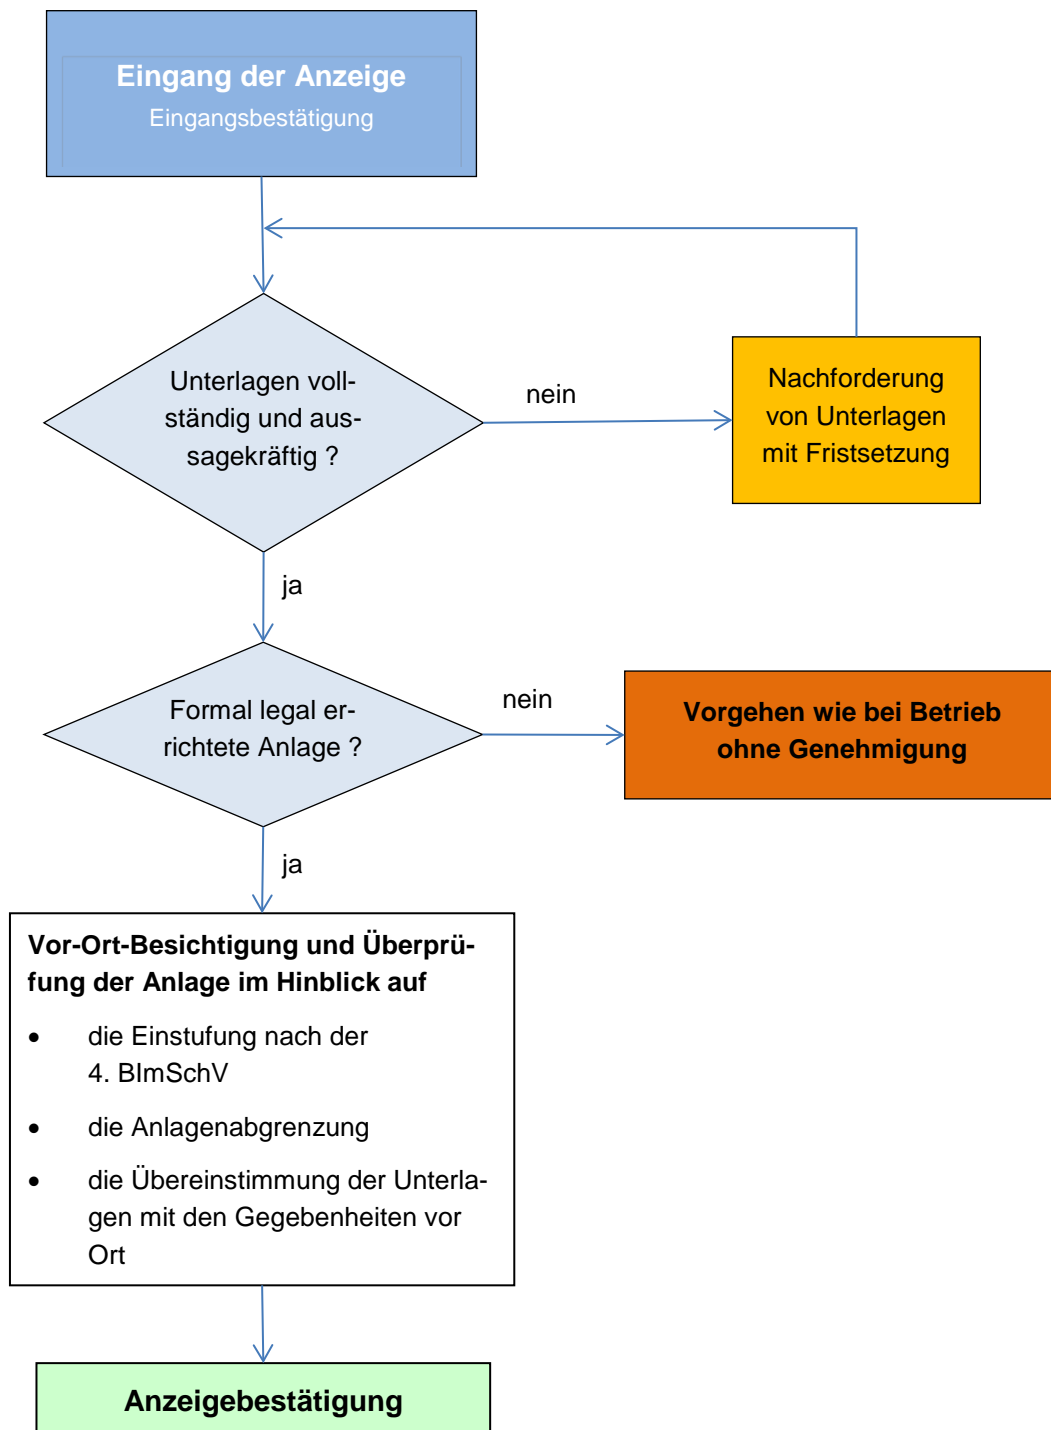 Eingang der Anzeige
Eingangsbestätigung
Unterlagen voll-
ständig und aus-
sagekräftig ?
nein
Nachforderung
von Unterlagen
mit Fristsetzung
ja
Formal legal er-
richtete Anlage ?
nein
Vorgehen wie bei Betrieb
ohne Genehmigung
ja
Vor-Ort-Besichtigung und Überprü-
fung der Anlage im Hinblick auf
• die Einstufung nach der
4. BImSchV
• die Anlagenabgrenzung
• die Übereinstimmung der Unterla-
gen mit den Gegebenheiten vor
Ort
Anzeigebestätigung